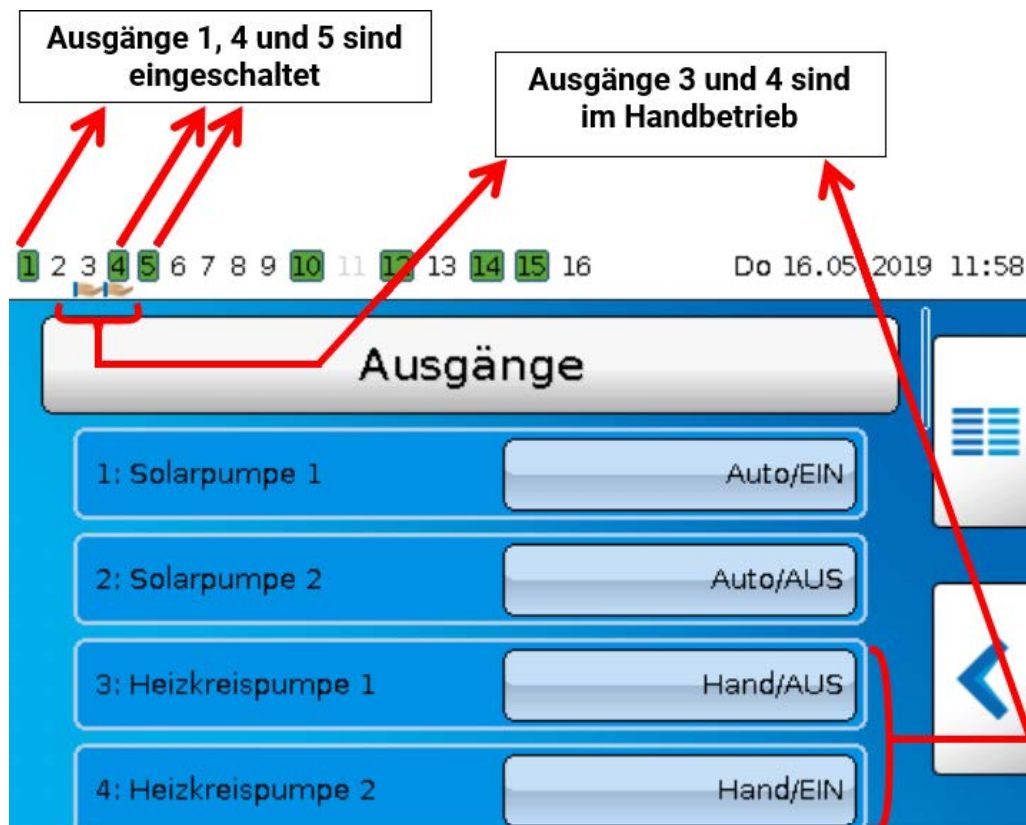 Ausgänge 1, 4 und 5 sind
eingeschaltet
Ausgänge 3 und 4 sind
im Handbetrieb
1 2 3 4 5 6 7 8 9 10 11 12 13 14 15 16 Do 16.05.2019 11:58
Ausgänge
1: Solarpumpe 1 Auto/EIN
2: Solarpumpe 2 Auto/AUS
3: Heizkreispumpe 1 Hand/AUS
4: Heizkreispumpe 2 Hand/EIN